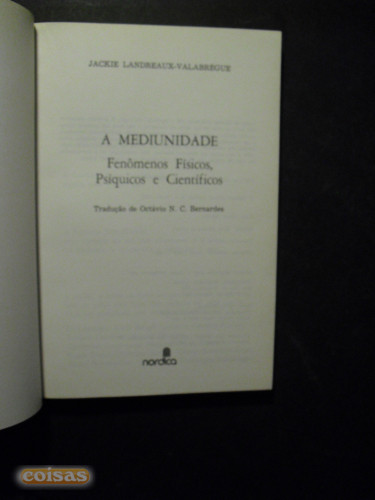 JACKIE LANDREAUX-VALABRÈGUE
A MEDIUNIDADE
Fenômenos Físicos,
Psíquicos e Científicos
Tradução de Octávio N. C. Bernardes
nordica
coisas